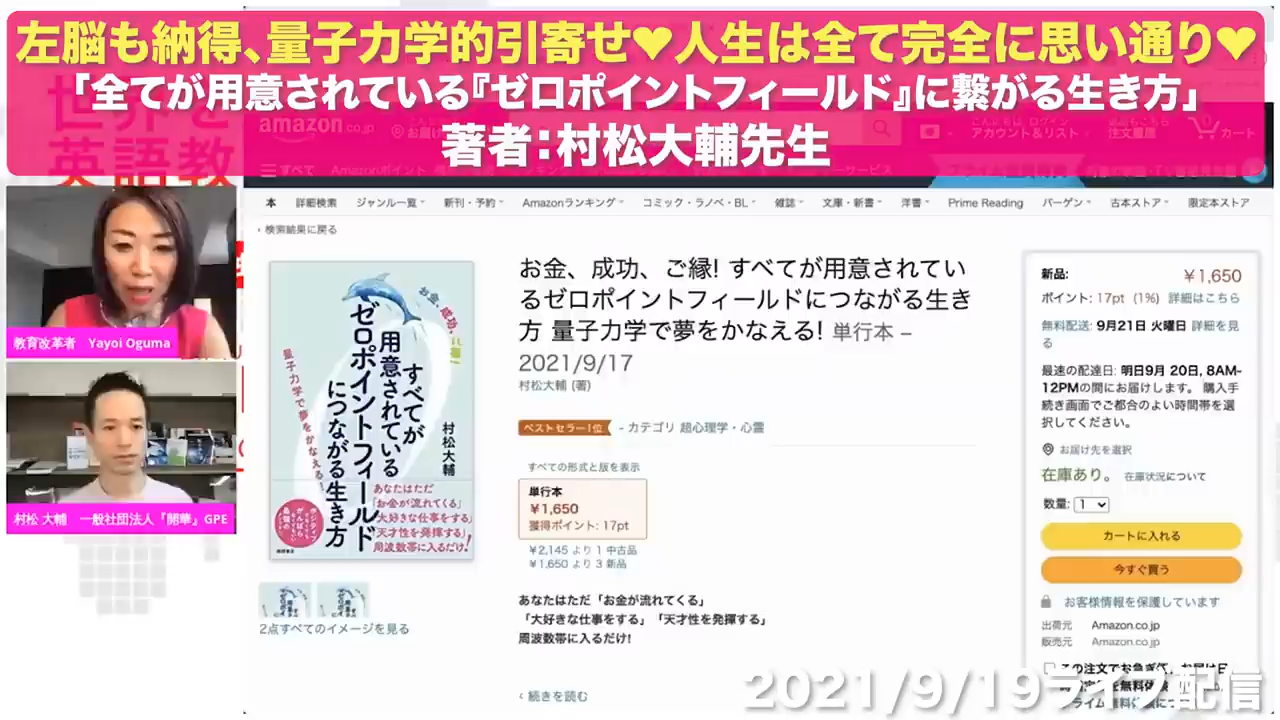 左脳も納得、量子力学的引寄せ♥人生は全て完全に思い通り♥
「全てが用意されている『ゼロポイントフィールド』に繋がる生き方」
著者：村松大輔先生
世界を
英語教
amazon.co.jp
アカウント＆リスト
注文履歴
カート
すべて
Amazonポイント
本 詳細検索 ジャンル一覧 新刊・予約 Amazonランキング コミック・ラノベ・BL 雑誌 文庫・新書 洋書 Prime Reading バーゲン 古本ストア 限定本ストア
‹ 検索結果に戻る
教育改革者 Yayoi Oguma
村松 大輔 一般社団法人『開華』GPE
お金、成功、ご縁!
すべてが
用意されている
ゼロポイントフィールド
につながる生き方
量子力学で夢をかなえる!
村松大輔
あなたはただ
「お金が流れてくる」
「大好きな仕事をする」
「天才性を発揮する」
周波数帯に入るだけ!
2点すべてのイメージを見る
お金、成功、ご縁! すべてが用意されてい
るゼロポイントフィールドにつながる生き
方 量子力学で夢をかなえる! 単行本 –
2021/9/17
村松大輔 (著)
ベストセラー1位 - カテゴリ 超心理学・心霊
すべての形式と版を表示
単行本
￥1,650
獲得ポイント: 17pt
￥2,145 より 1 中古品
￥1,650 より 3 新品
あなたはただ「お金が流れてくる」
「大好きな仕事をする」「天才性を発揮する」
周波数帯に入るだけ!
‹ 続きを読む
新品: ￥1,650
ポイント: 17pt (1%) 詳細はこちら
無料配送: 9月21日 火曜日 詳細を見
る
最速の配達日: 明日9月 20日, 8AM-
12PMの間にお届けします。 購入手
続き画面でご都合のよい時間帯を選
択してください。
お届け先を選択
在庫あり。 在庫状況について
数量: 1
カートに入れる
今すぐ買う
お客様情報を保護しています
出荷元 Amazon.co.jp
販売元 Amazon.co.jp
2021/9/19ライブ配信